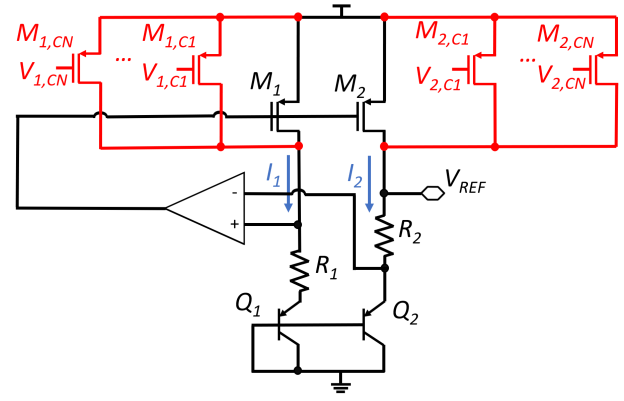 M1,CN ... M1,C1 M2,C1 ... M2,CN
V1,CN V1,C1 M1 M2 V2,C1 V2,CN
I1 I2 VREF
- +
R2
R1
Q1 Q2